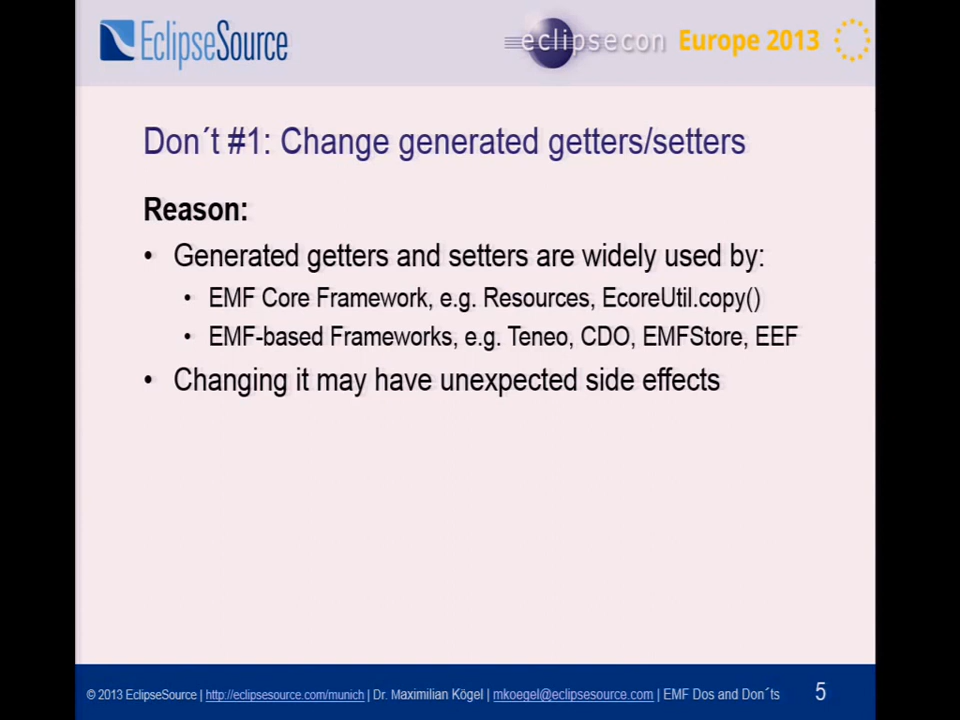 EclipseSource
eclipsecon Europe 2013
Don´t #1: Change generated getters/setters
Reason:
• Generated getters and setters are widely used by:
• EMF Core Framework, e.g. Resources, EcoreUtil.copy()
• EMF-based Frameworks, e.g. Teneo, CDO, EMFStore, EEF
• Changing it may have unexpected side effects
© 2013 EclipseSource | http://eclipsesource.com/munich | Dr. Maximilian Kögel | mkoegel@eclipsesource.com | EMF Dos and Don´ts 5